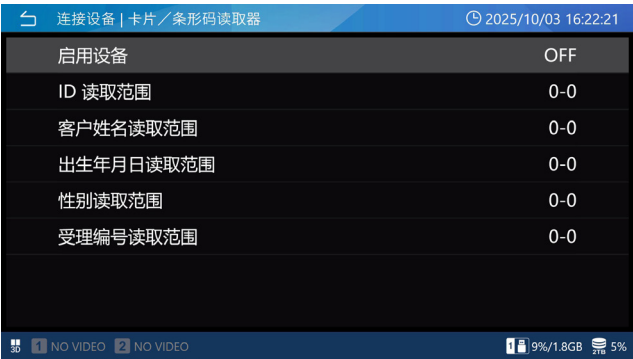 连接设备 | 卡片／条形码读取器 2025/10/03 16:22:21
启用设备 OFF
ID 读取范围 0-0
客户姓名读取范围 0-0
出生年月日读取范围 0-0
性别读取范围 0-0
受理编号读取范围 0-0
3D 1 NO VIDEO 2 NO VIDEO 1 9%/1.8GB 2TB 5%